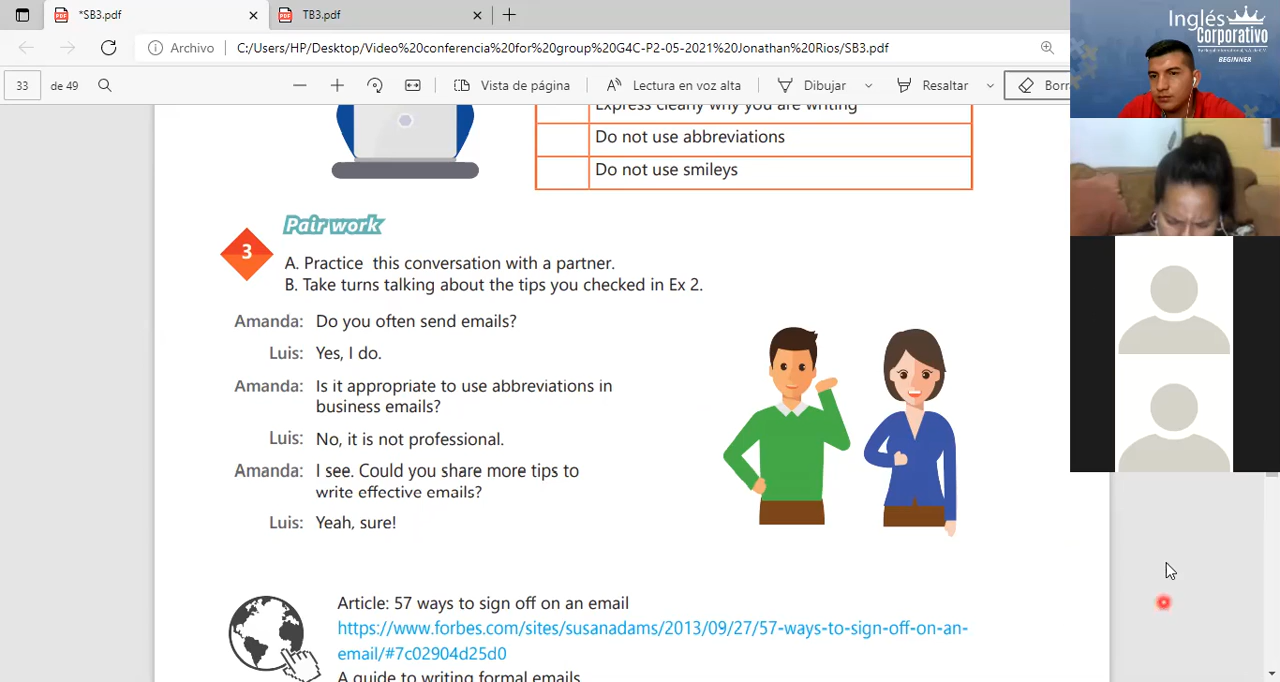 *SB3.pdf
TB3.pdf
Archivo
C:/Users/HP/Desktop/Video%20conferencia%20for%20group%20G4C-P2-05-2021%20Jonathan%20Rios/SB3.pdf
33
de 49
Vista de página
Lectura en voz alta
Dibujar
Resaltar
Borr
Inglés
Corporativo
BEGINNER
Express clearly why you are writing
Do not use abbreviations
Do not use smileys
Pair work
3
A. Practice this conversation with a partner.
B. Take turns talking about the tips you checked in Ex 2.
Amanda: Do you often send emails?
Luis: Yes, I do.
Amanda: Is it appropriate to use abbreviations in
business emails?
Luis: No, it is not professional.
Amanda: I see. Could you share more tips to
write effective emails?
Luis: Yeah, sure!
Article: 57 ways to sign off on an email
https://www.forbes.com/sites/susanadams/2013/09/27/57-ways-to-sign-off-on-an-
email/#7c02904d25d0
A guide to writing formal emails